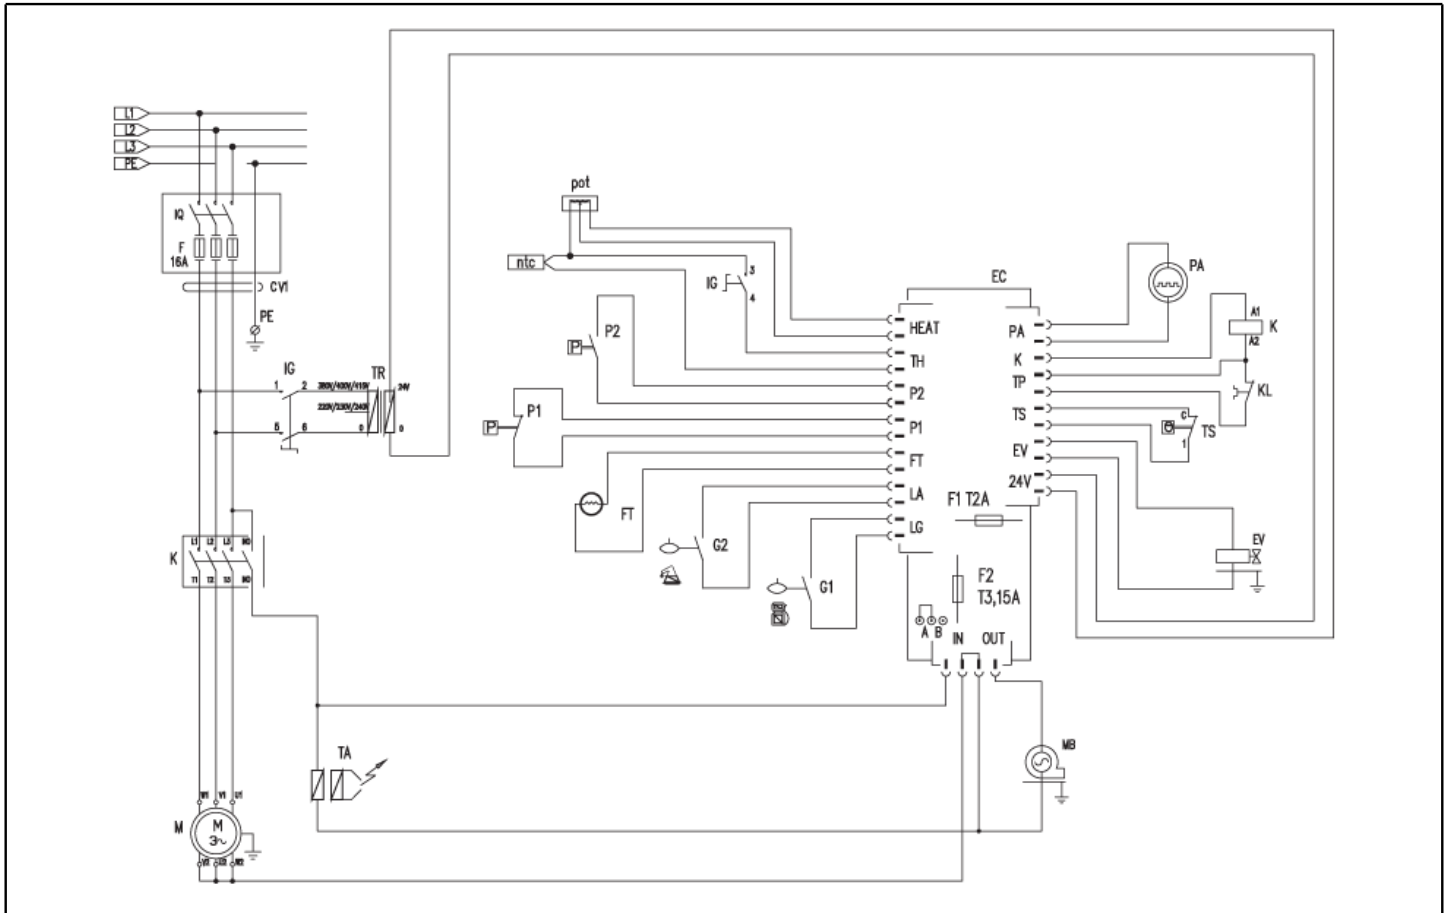 L1
L2
L3
PE
IQ
F
16A
CV1
PE
IG
1 2
5 6
380V/400V/415V
220V/230V/240V
0
TR
24V
0
pot
ntc
IG
3
4
P2
P
P1
P
FT
G2
G1
EC
HEAT
TH
P2
P1
FT
LA
LG
PA
K
TP
TS
EV
24V
F1 T2A
F2
T3,15A
A B
IN OUT
PA
A1
K
A2
KL
C
TS
1
EV
K
L1 L2 L3 NO
T1 T2 T3 NO
TA
MB
W1 V1 U1
M
M
3~
V2 U2 W2